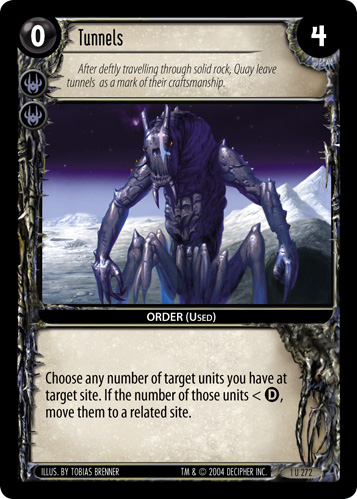 0 Tunnels 4
After deftly travelling through solid rock, Quay leave
tunnels as a mark of their craftsmanship.
ORDER (USED)
Choose any number of target units you have at
target site. If the number of those units < D,
move them to a related site.
ILLUS. BY TOBIAS BRENNER TM & © 2004 DECIPHER INC. 1 U 272